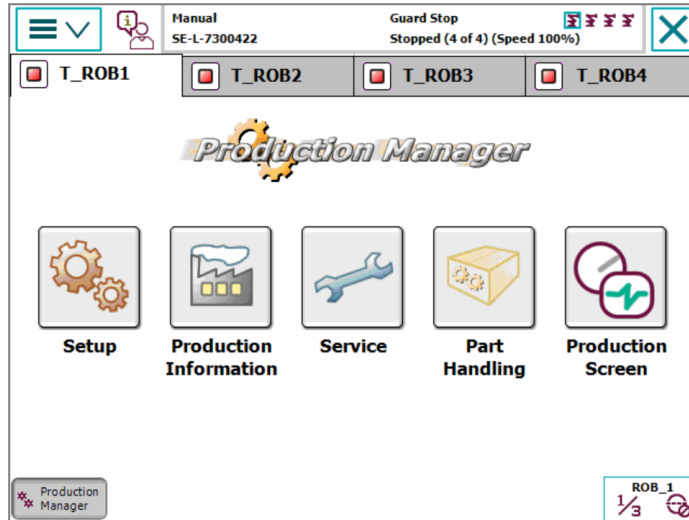 Manual
SE-L-7300422
Guard Stop
Stopped (4 of 4) (Speed 100%)
T_ROB1
T_ROB2
T_ROB3
T_ROB4
Production Manager
Setup
Production
Information
Service
Part
Handling
Production
Screen
Production
Manager
ROB_1
1/3